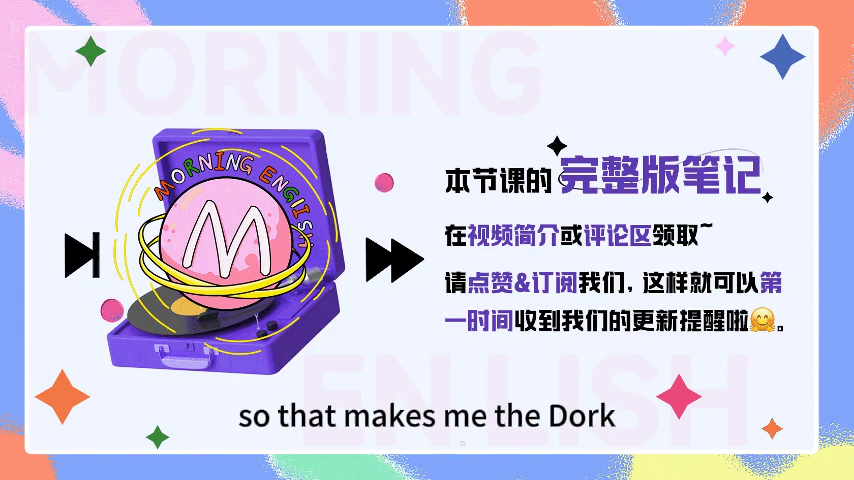 MORNING
MORNING ENGlISH
M
本节课的 完整版笔记
在视频简介或评论区领取~
请点赞&订阅我们,这样就可以第
一时间收到我们的更新提醒啦🤗。
EN LISH
so that makes me the Dork